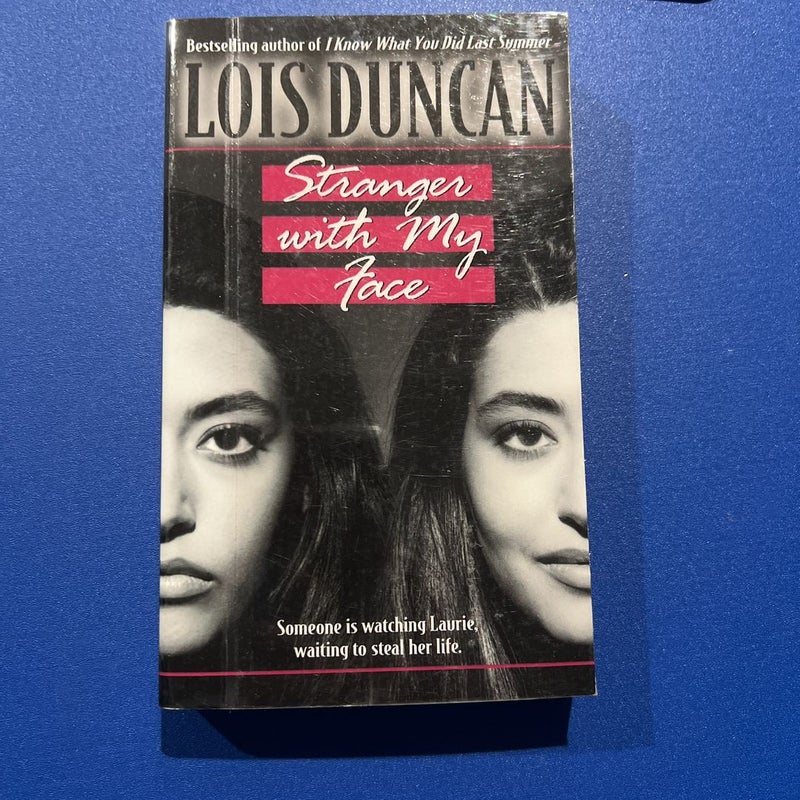 Bestselling author of I Know What You Did Last Summer
LOIS DUNCAN
Stranger
with My
Face
Someone is watching Laurie,
waiting to steal her life.